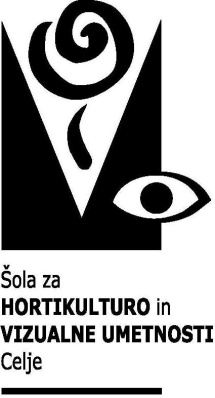 Šola za
HORTIKULTURO in
VIZUALNE UMETNOSTI
Celje